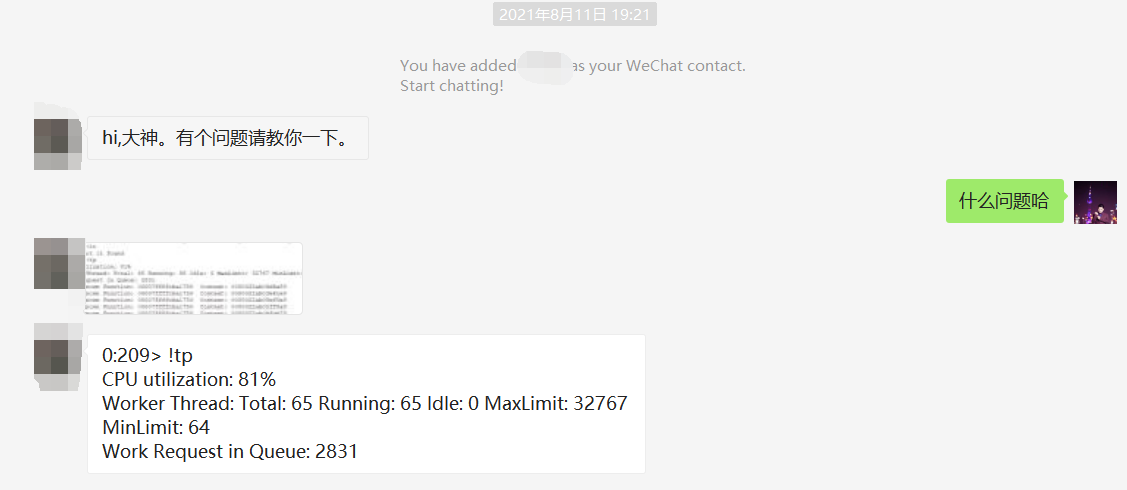 2021年8月11日 19:21
You have added as your WeChat contact.
Start chatting!
hi,大神。有个问题请教你一下。
什么问题哈
0:209> !tp
CPU utilization: 81%
Worker Thread: Total: 65 Running: 65 Idle: 0 MaxLimit: 32767
MinLimit: 64
Work Request in Queue: 2831